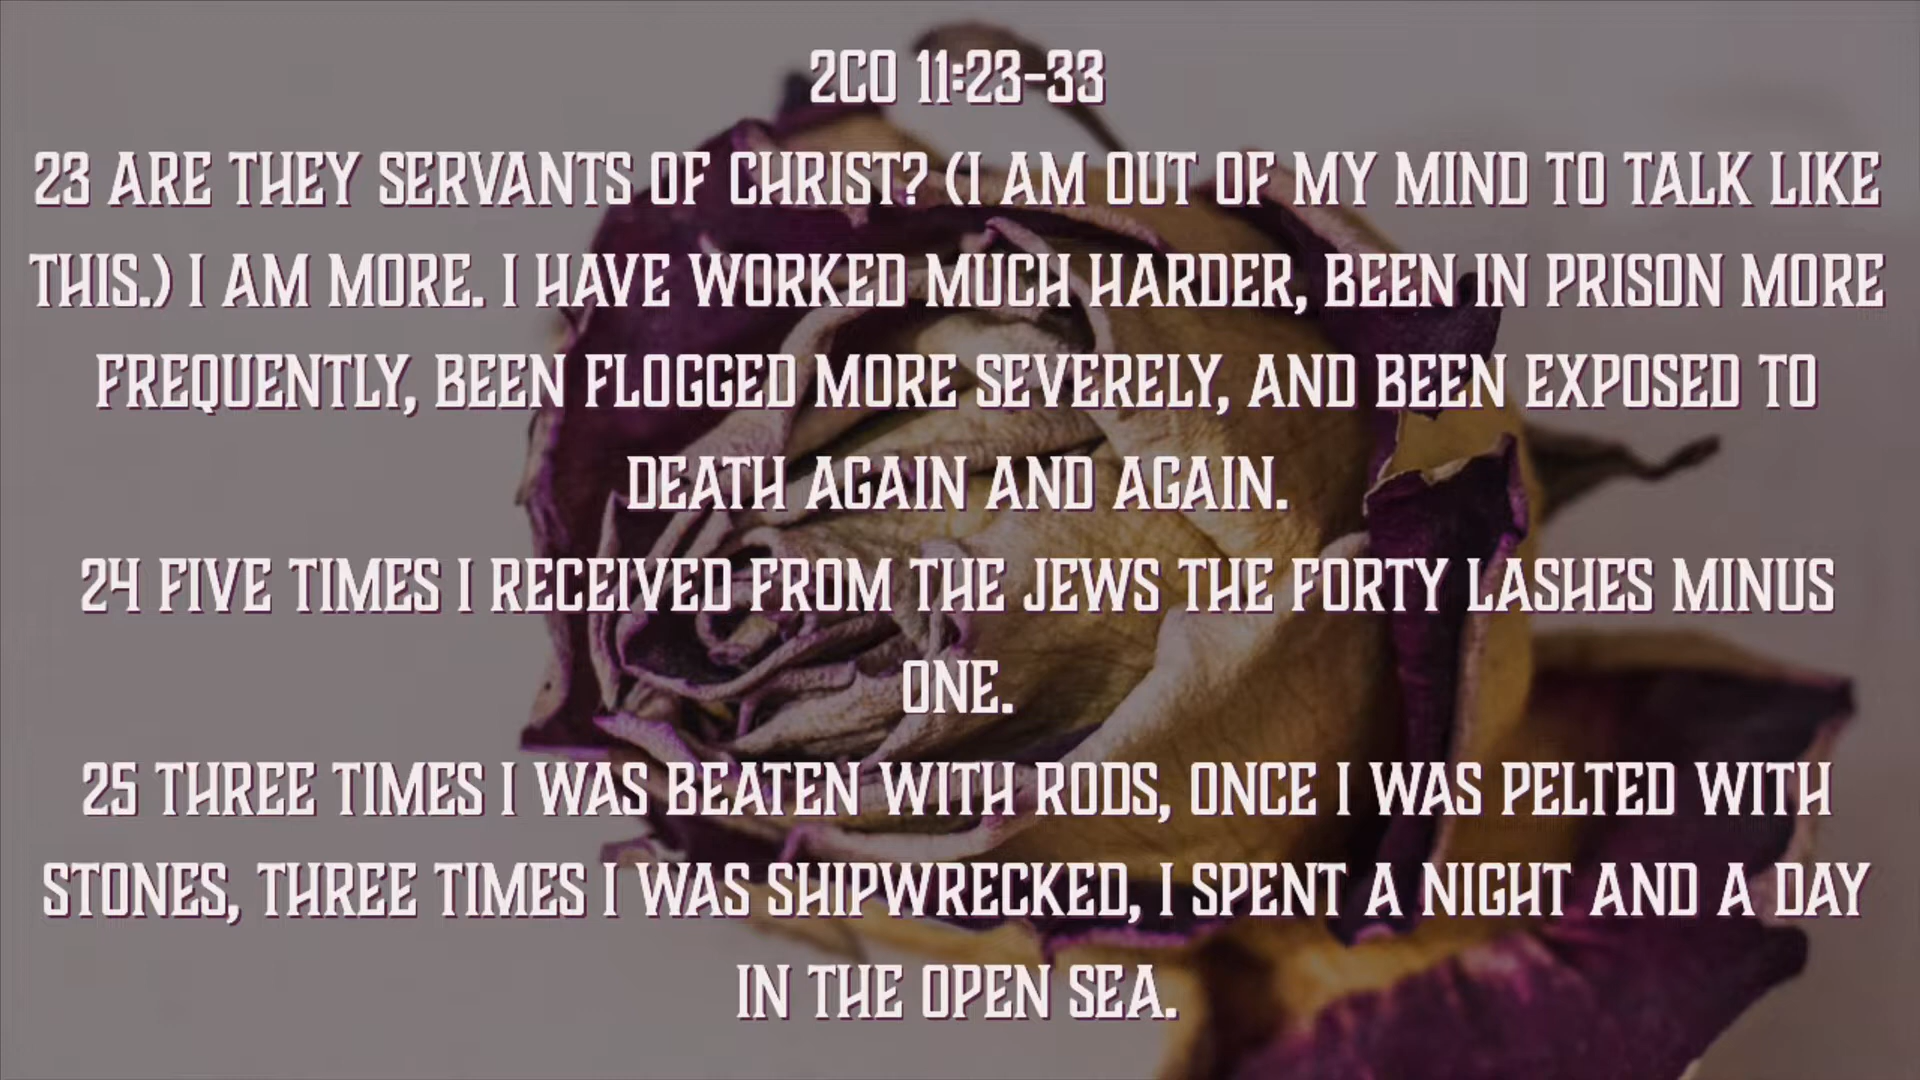 2CO 11:23-33
23 ARE THEY SERVANTS OF CHRIST? (I AM OUT OF MY MIND TO TALK LIKE
THIS.) I AM MORE. I HAVE WORKED MUCH HARDER, BEEN IN PRISON MORE
FREQUENTLY, BEEN FLOGGED MORE SEVERELY, AND BEEN EXPOSED TO
DEATH AGAIN AND AGAIN.
24 FIVE TIMES I RECEIVED FROM THE JEWS THE FORTY LASHES MINUS
ONE.
25 THREE TIMES I WAS BEATEN WITH RODS, ONCE I WAS PELTED WITH
STONES, THREE TIMES I WAS SHIPWRECKED, I SPENT A NIGHT AND A DAY
IN THE OPEN SEA.